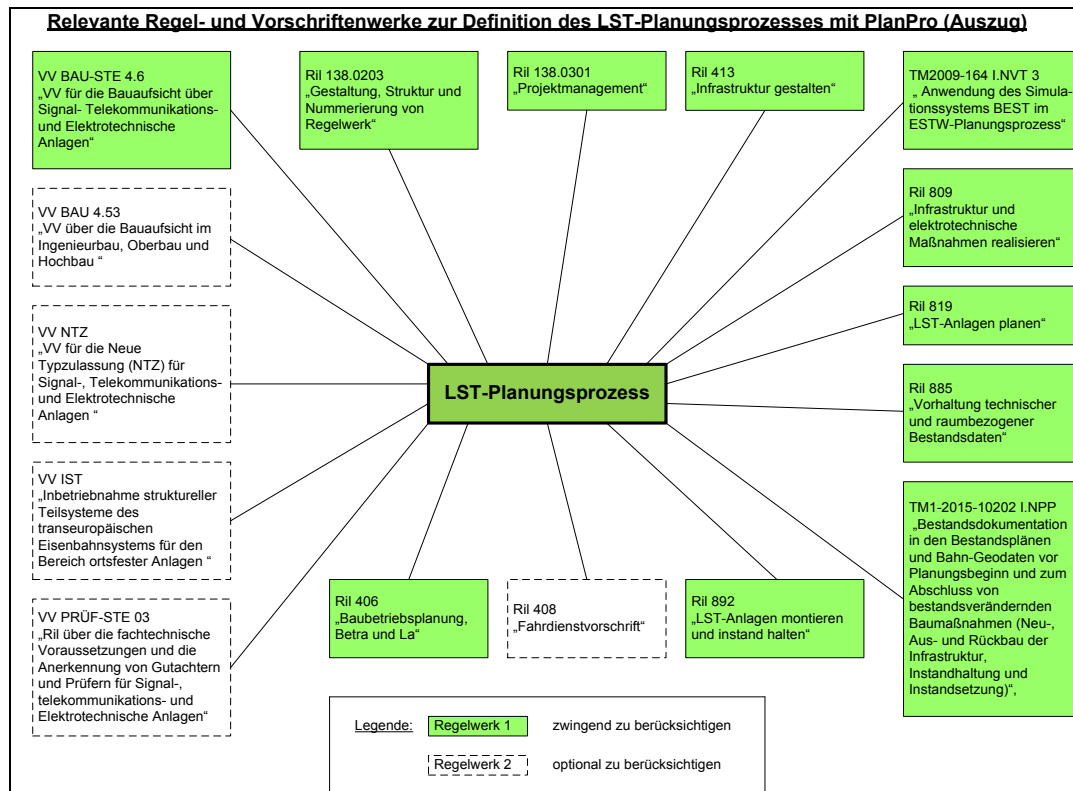 Relevante Regel- und Vorschriftenwerke zur Definition des LST-Planungsprozesses mit PlanPro (Auszug)
VV BAU-STE 4.6
„VV für die Bauaufsicht über
Signal- Telekommunikations-
und Elektrotechnische
Anlagen“
Ril 138.0203
„Gestaltung, Struktur und
Nummerierung von
Regelwerk“
Ril 138.0301
„Projektmanagement“
Ril 413
„Infrastruktur gestalten“
TM2009-164 I.NVT 3
„ Anwendung des Simula-
tionssystems BEST im
ESTW-Planungsprozess“
VV BAU 4.53
„VV über die Bauaufsicht im
Ingenieurbau, Oberbau und
Hochbau “
Ril 809
„Infrastruktur und
elektrotechnische
Maßnahmen realisieren“
VV NTZ
„VV für die Neue
Typzulassung (NTZ) für
Signal-, Telekommunikations-
und Elektrotechnische
Anlagen “
Ril 819
„LST-Anlagen planen“
LST-Planungsprozess
Ril 885
„Vorhaltung technischer
und raumbezogener
Bestandsdaten“
VV IST
„Inbetriebnahme struktureller
Teilsysteme des
transeuropäischen
Eisenbahnsystems für den
Bereich ortsfester Anlagen “
TM1-2015-10202 I.NPP
„Bestandsdokumentation
in den Bestandsplänen
und Bahn-Geodaten vor
Planungsbeginn und zum
Abschluss von
bestandsverändernden
Baumaßnahmen (Neu-,
Aus- und Rückbau der
Infrastruktur,
Instandhaltung und
Instandsetzung)“,
VV PRÜF-STE 03
„Ril über die fachtechnische
Voraussetzungen und die
Anerkennung von Gutachtern
und Prüfern für Signal-,
telekommunikations- und
Elektrotechnische Anlagen“
Ril 406
„Baubetriebsplanung,
Betra und La“
Ril 408
„Fahrdienstvorschrift“
Ril 892
„LST-Anlagen montieren
und instand halten“
Legende: Regelwerk 1 zwingend zu berücksichtigen
Regelwerk 2 optional zu berücksichtigen